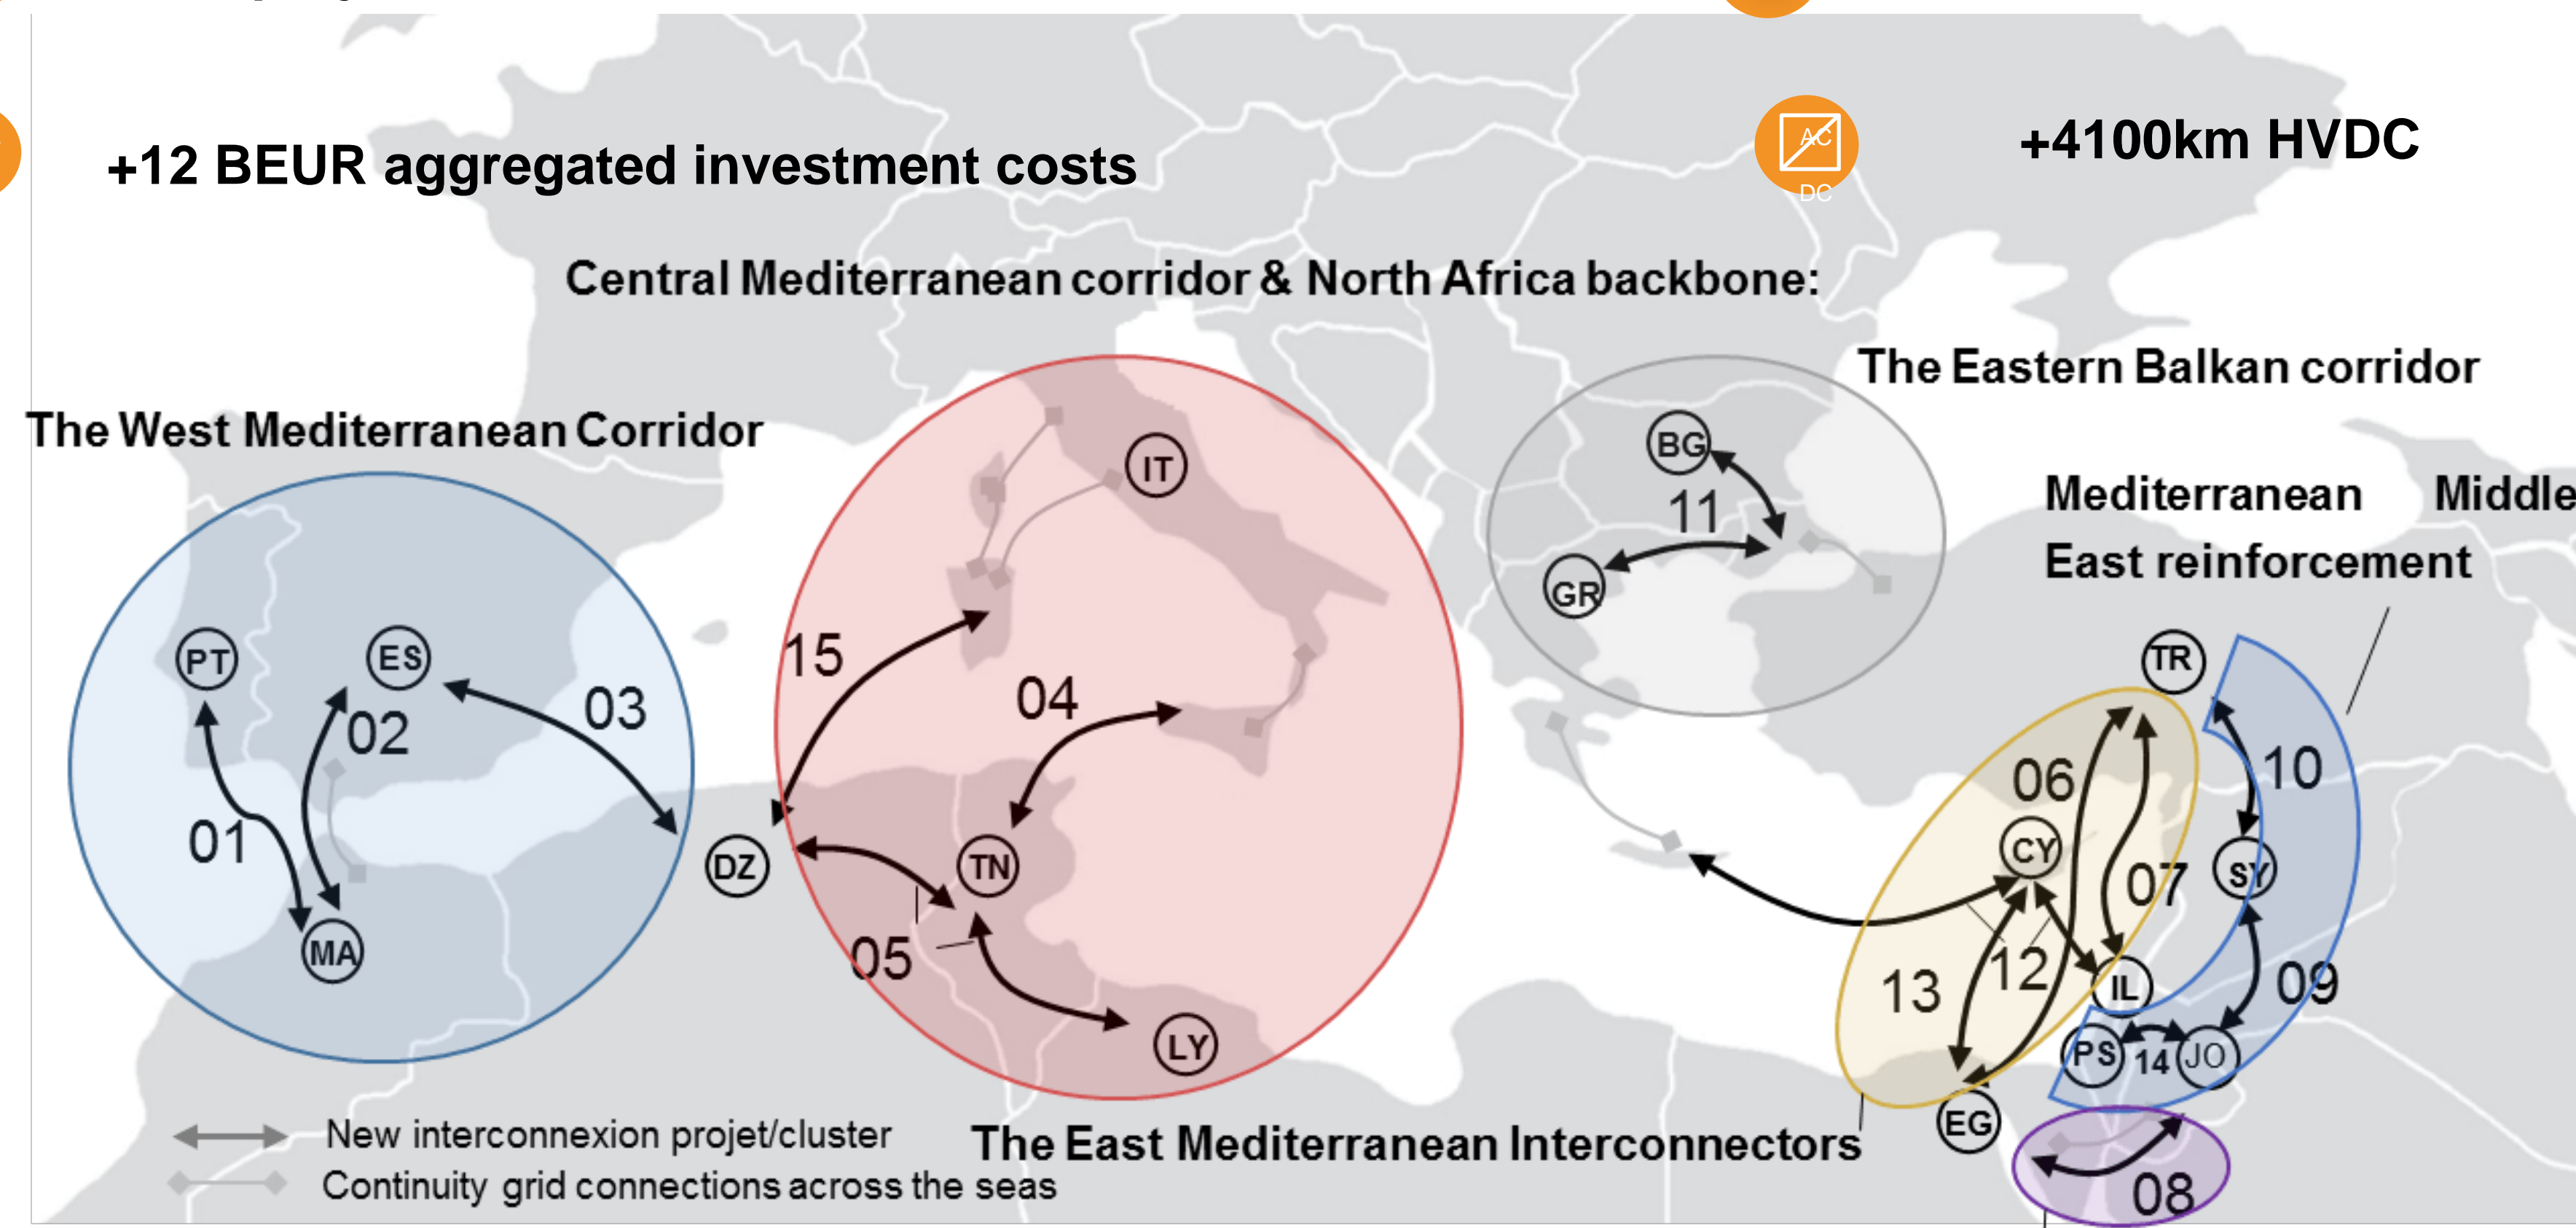 +12 BEUR aggregated investment costs
AC
DC
+4100km HVDC
Central Mediterranean corridor & North Africa backbone:
The Eastern Balkan corridor
The West Mediterranean Corridor
Mediterranean Middle
East reinforcement
IT
BG
11
GR
PT
ES
02
03
01
MA
15
04
DZ
TN
05
LY
TR
06
10
CY
07
SY
13
12
IL
09
PS
14
JO
EG
08
New interconnexion projet/cluster
Continuity grid connections across the seas
The East Mediterranean Interconnectors